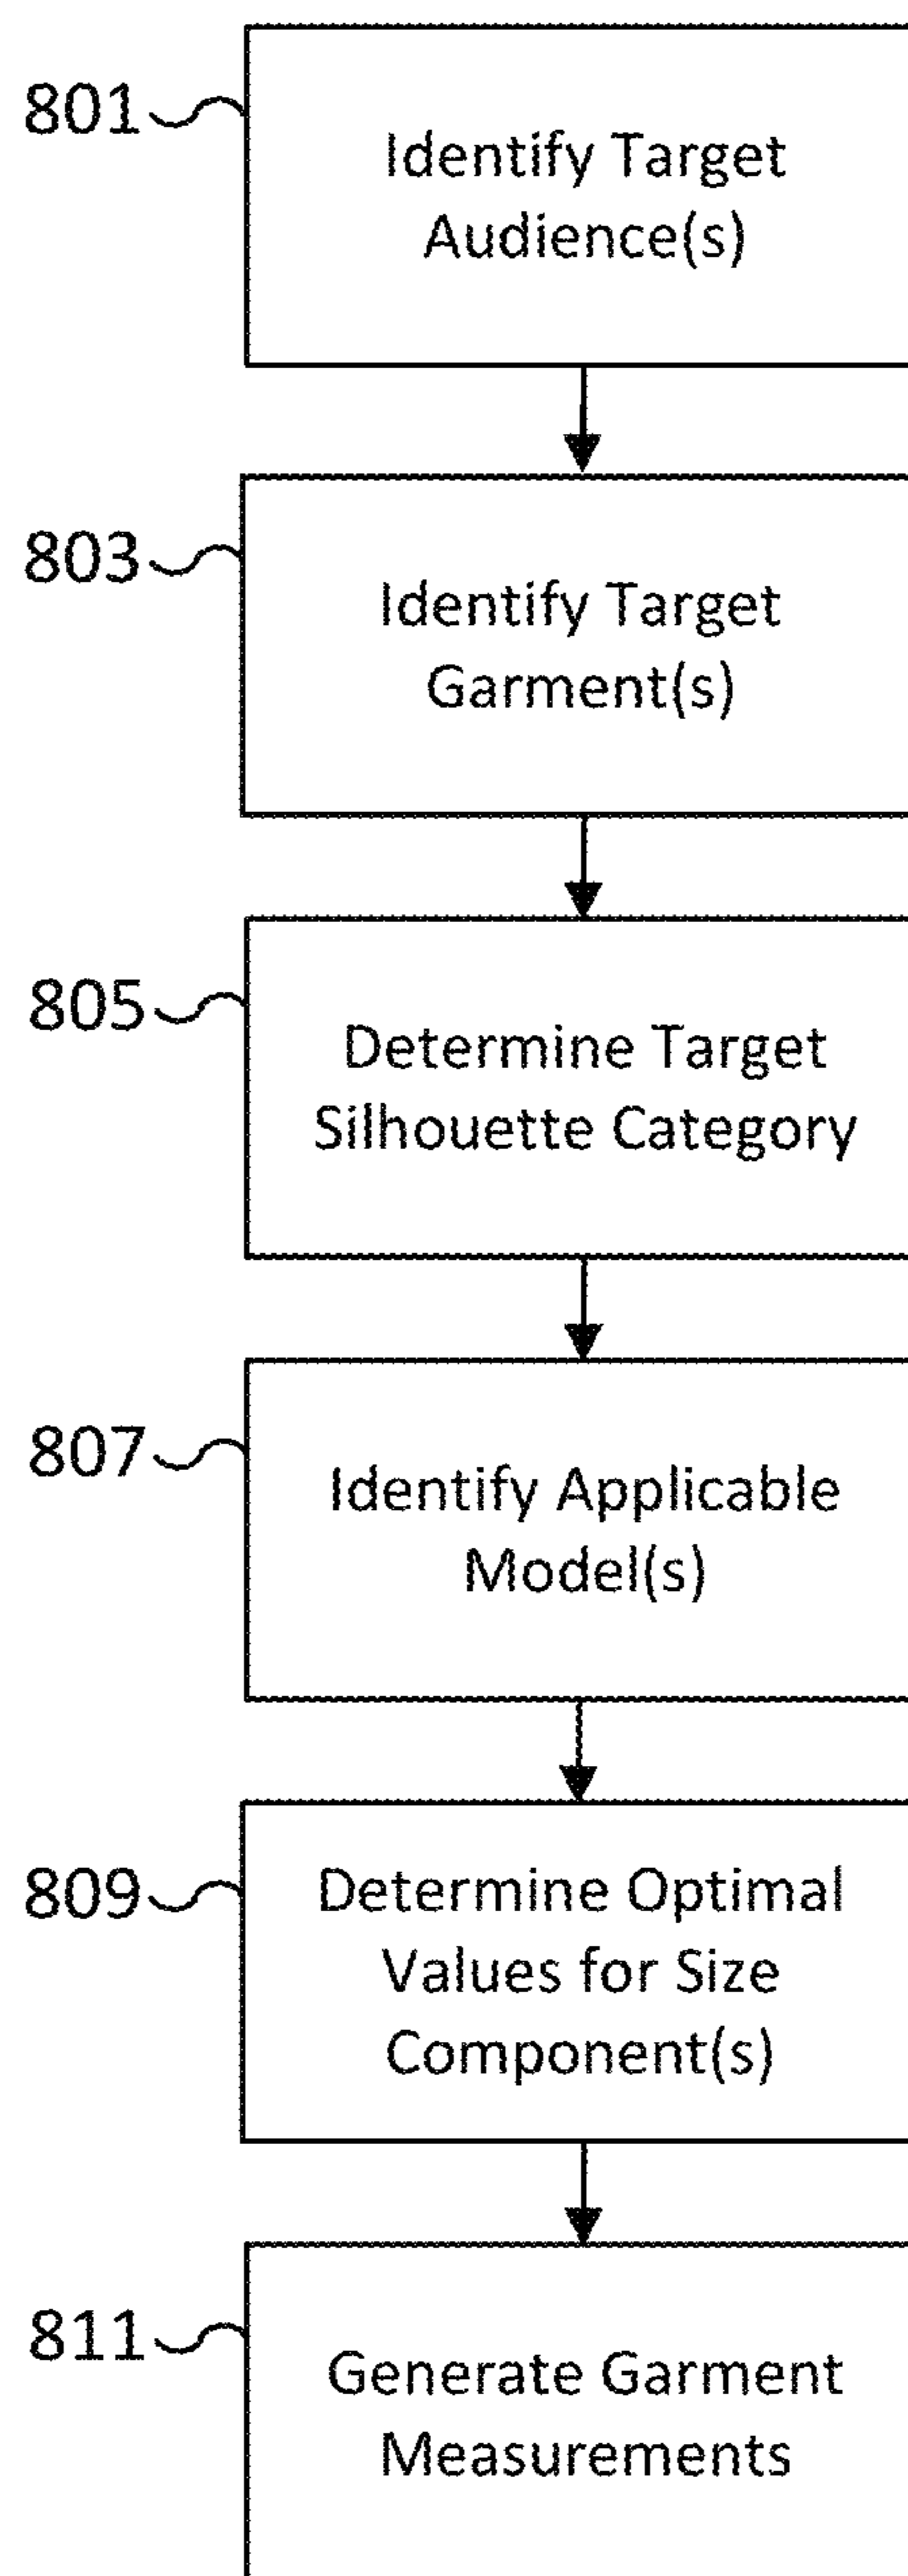 801
Identify Target
Audience(s)
803
Identify Target
Garment(s)
805
Determine Target
Silhouette Category
807
Identify Applicable
Model(s)
809
Determine Optimal
Values for Size
Component(s)
811
Generate Garment
Measurements